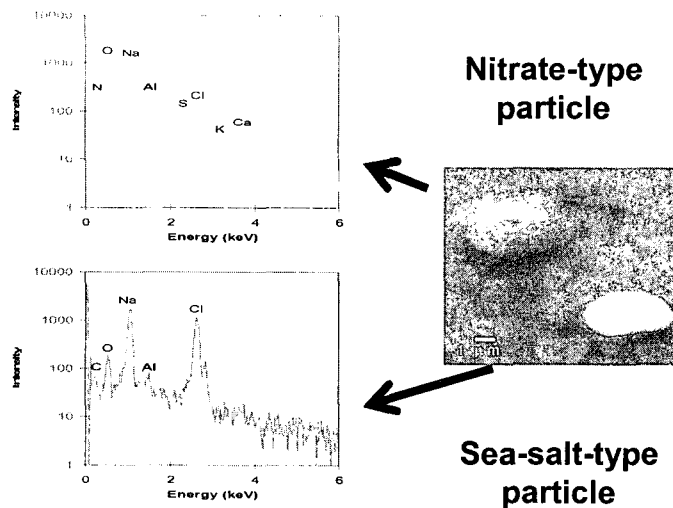 10000
1000
100
10
1
Intensity
O Na
N Al
S Cl
K Ca
0 2 4 6
Energy (keV)
Nitrate-type
particle
10000
1000
100
10
1
Intensity
Na
Cl
O
C Al
0 2 4 6
Energy (keV)
Sea-salt-type
particle